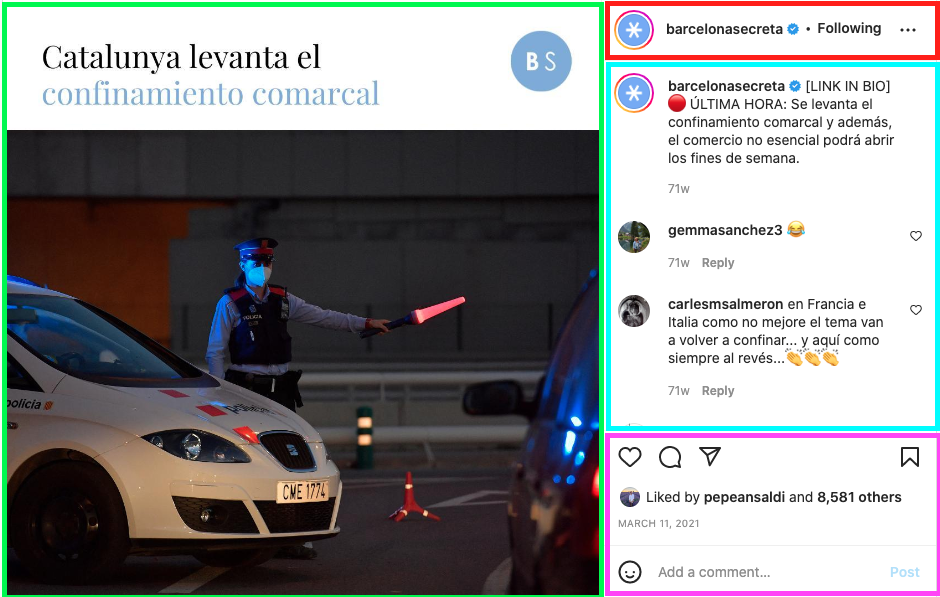 Catalunya levanta el
confinamiento comarcal
BS
POLICIA
policia
policia
CME 1774
barcelonasecreta • Following
barcelonasecreta [LINK IN BIO]
🔴 ÚLTIMA HORA: Se levanta el
confinamiento comarcal y además,
el comercio no esencial podrá abrir
los fines de semana.
71w
gemmasanchez3 😂
71w Reply
carlesmsalmeron en Francia e
Italia como no mejore el tema van
a volver a confinar... y aquí como
siempre al revés...👏👏👏
71w Reply
Liked by pepeansaldi and 8,581 others
MARCH 11, 2021
Add a comment... Post